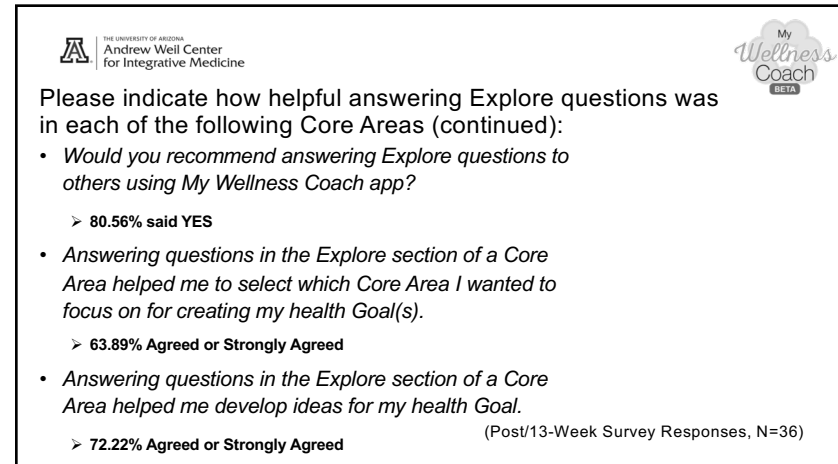 THE UNIVERSITY OF ARIZONA
Andrew Weil Center
for Integrative Medicine
My
Wellness
Coach
BETA
Please indicate how helpful answering Explore questions was
in each of the following Core Areas (continued):
• Would you recommend answering Explore questions to
others using My Wellness Coach app?
➢ 80.56% said YES
• Answering questions in the Explore section of a Core
Area helped me to select which Core Area I wanted to
focus on for creating my health Goal(s).
➢ 63.89% Agreed or Strongly Agreed
• Answering questions in the Explore section of a Core
Area helped me develop ideas for my health Goal.
➢ 72.22% Agreed or Strongly Agreed
(Post/13-Week Survey Responses, N=36)